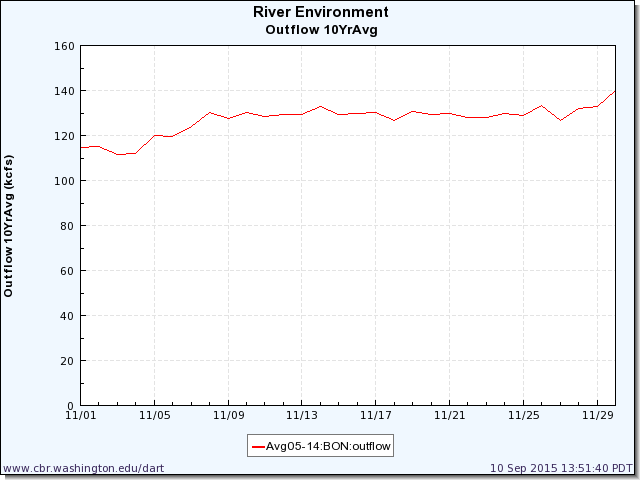 River Environment
Outflow 10YrAvg
Outflow 10YrAvg (kcfs)
160
140
120
100
80
60
40
20
0
11/01 11/05 11/09 11/13 11/17 11/21 11/25 11/29
Avg05-14:BON:outflow
www.cbr.washington.edu/dart 10 Sep 2015 13:51:40 PDT